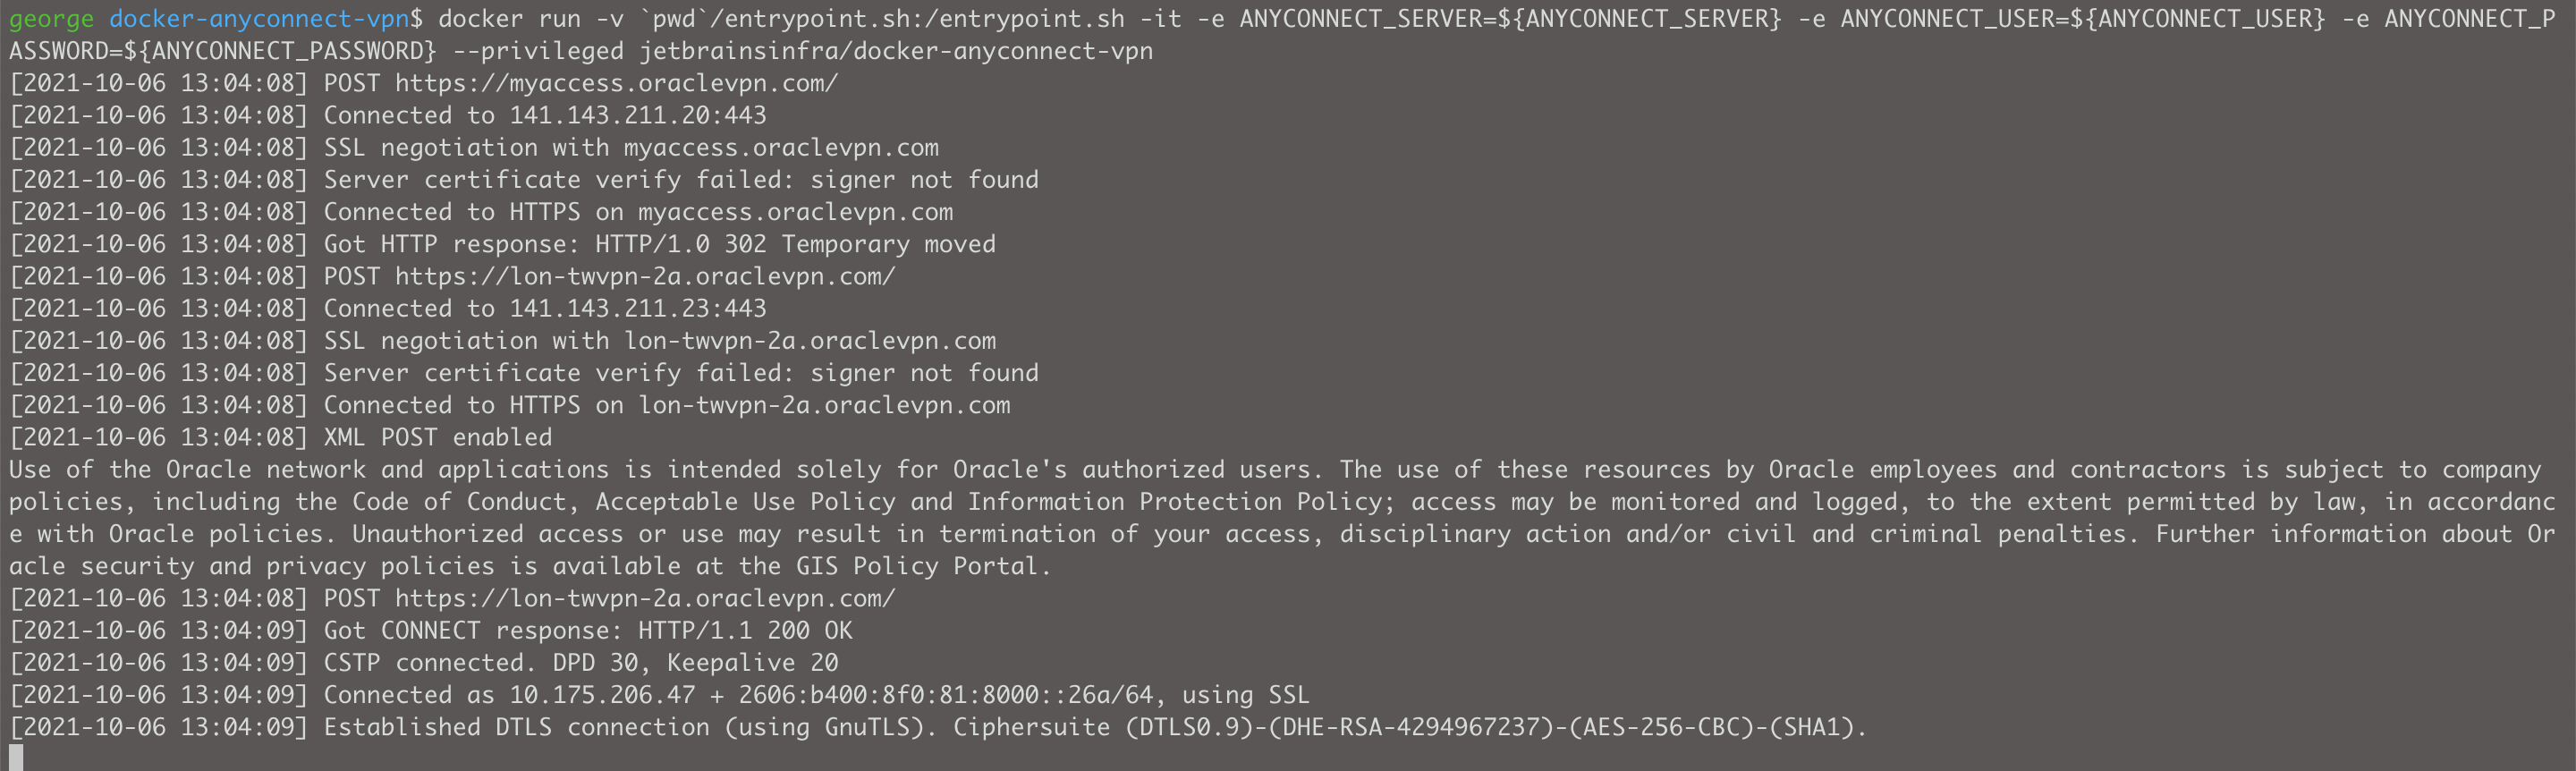 george docker-anyconnect-vpn$ docker run -v `pwd`/entrypoint.sh:/entrypoint.sh -it -e ANYCONNECT_SERVER=${ANYCONNECT_SERVER} -e ANYCONNECT_USER=${ANYCONNECT_USER} -e ANYCONNECT_P
ASSWORD=${ANYCONNECT_PASSWORD} --privileged jetbrainsinfra/docker-anyconnect-vpn
[2021-10-06 13:04:08] POST https://myaccess.oraclevpn.com/
[2021-10-06 13:04:08] Connected to 141.143.211.20:443
[2021-10-06 13:04:08] SSL negotiation with myaccess.oraclevpn.com
[2021-10-06 13:04:08] Server certificate verify failed: signer not found
[2021-10-06 13:04:08] Connected to HTTPS on myaccess.oraclevpn.com
[2021-10-06 13:04:08] Got HTTP response: HTTP/1.0 302 Temporary moved
[2021-10-06 13:04:08] POST https://lon-twvpn-2a.oraclevpn.com/
[2021-10-06 13:04:08] Connected to 141.143.211.23:443
[2021-10-06 13:04:08] SSL negotiation with lon-twvpn-2a.oraclevpn.com
[2021-10-06 13:04:08] Server certificate verify failed: signer not found
[2021-10-06 13:04:08] Connected to HTTPS on lon-twvpn-2a.oraclevpn.com
[2021-10-06 13:04:08] XML POST enabled
Use of the Oracle network and applications is intended solely for Oracle's authorized users. The use of these resources by Oracle employees and contractors is subject to company
policies, including the Code of Conduct, Acceptable Use Policy and Information Protection Policy; access may be monitored and logged, to the extent permitted by law, in accordanc
e with Oracle policies. Unauthorized access or use may result in termination of your access, disciplinary action and/or civil and criminal penalties. Further information about Or
acle security and privacy policies is available at the GIS Policy Portal.
[2021-10-06 13:04:08] POST https://lon-twvpn-2a.oraclevpn.com/
[2021-10-06 13:04:09] Got CONNECT response: HTTP/1.1 200 OK
[2021-10-06 13:04:09] CSTP connected. DPD 30, Keepalive 20
[2021-10-06 13:04:09] Connected as 10.175.206.47 + 2606:b400:8f0:81:8000::26a/64, using SSL
[2021-10-06 13:04:09] Established DTLS connection (using GnuTLS). Ciphersuite (DTLS0.9)-(DHE-RSA-4294967237)-(AES-256-CBC)-(SHA1).